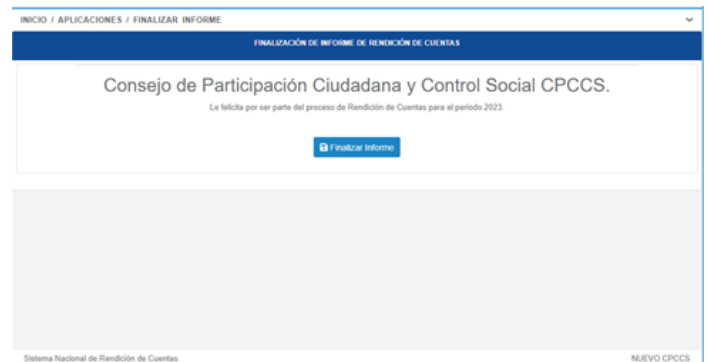 INICIO / APLICACIONES / FINALIZAR INFORME
FINALIZACIÓN DE INFORME DE RENDICIÓN DE CUENTAS
Consejo de Participación Ciudadana y Control Social CPCCS.
Le felicita por ser parte del proceso de Rendición de Cuentas para el periodo 2023.
Finalizar Informe
Sistema Nacional de Rendición de Cuentas
NUEVO CPCCS